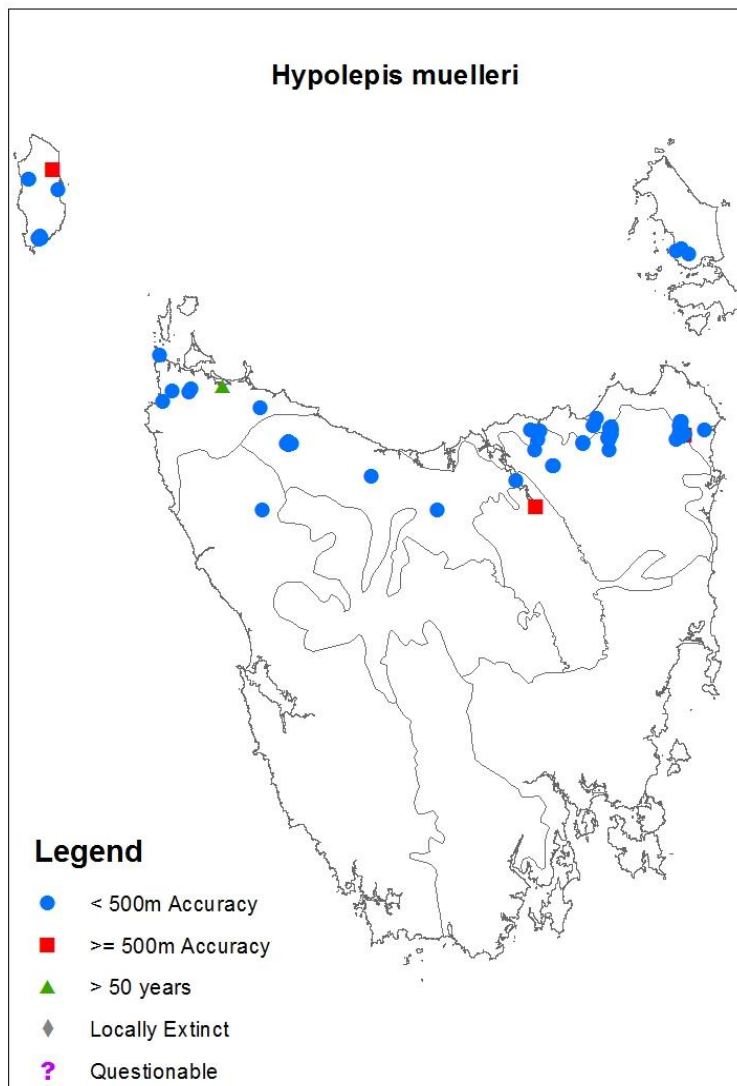 Hypolepis muelleri
Legend
< 500m Accuracy
>= 500m Accuracy
> 50 years
Locally Extinct
? Questionable